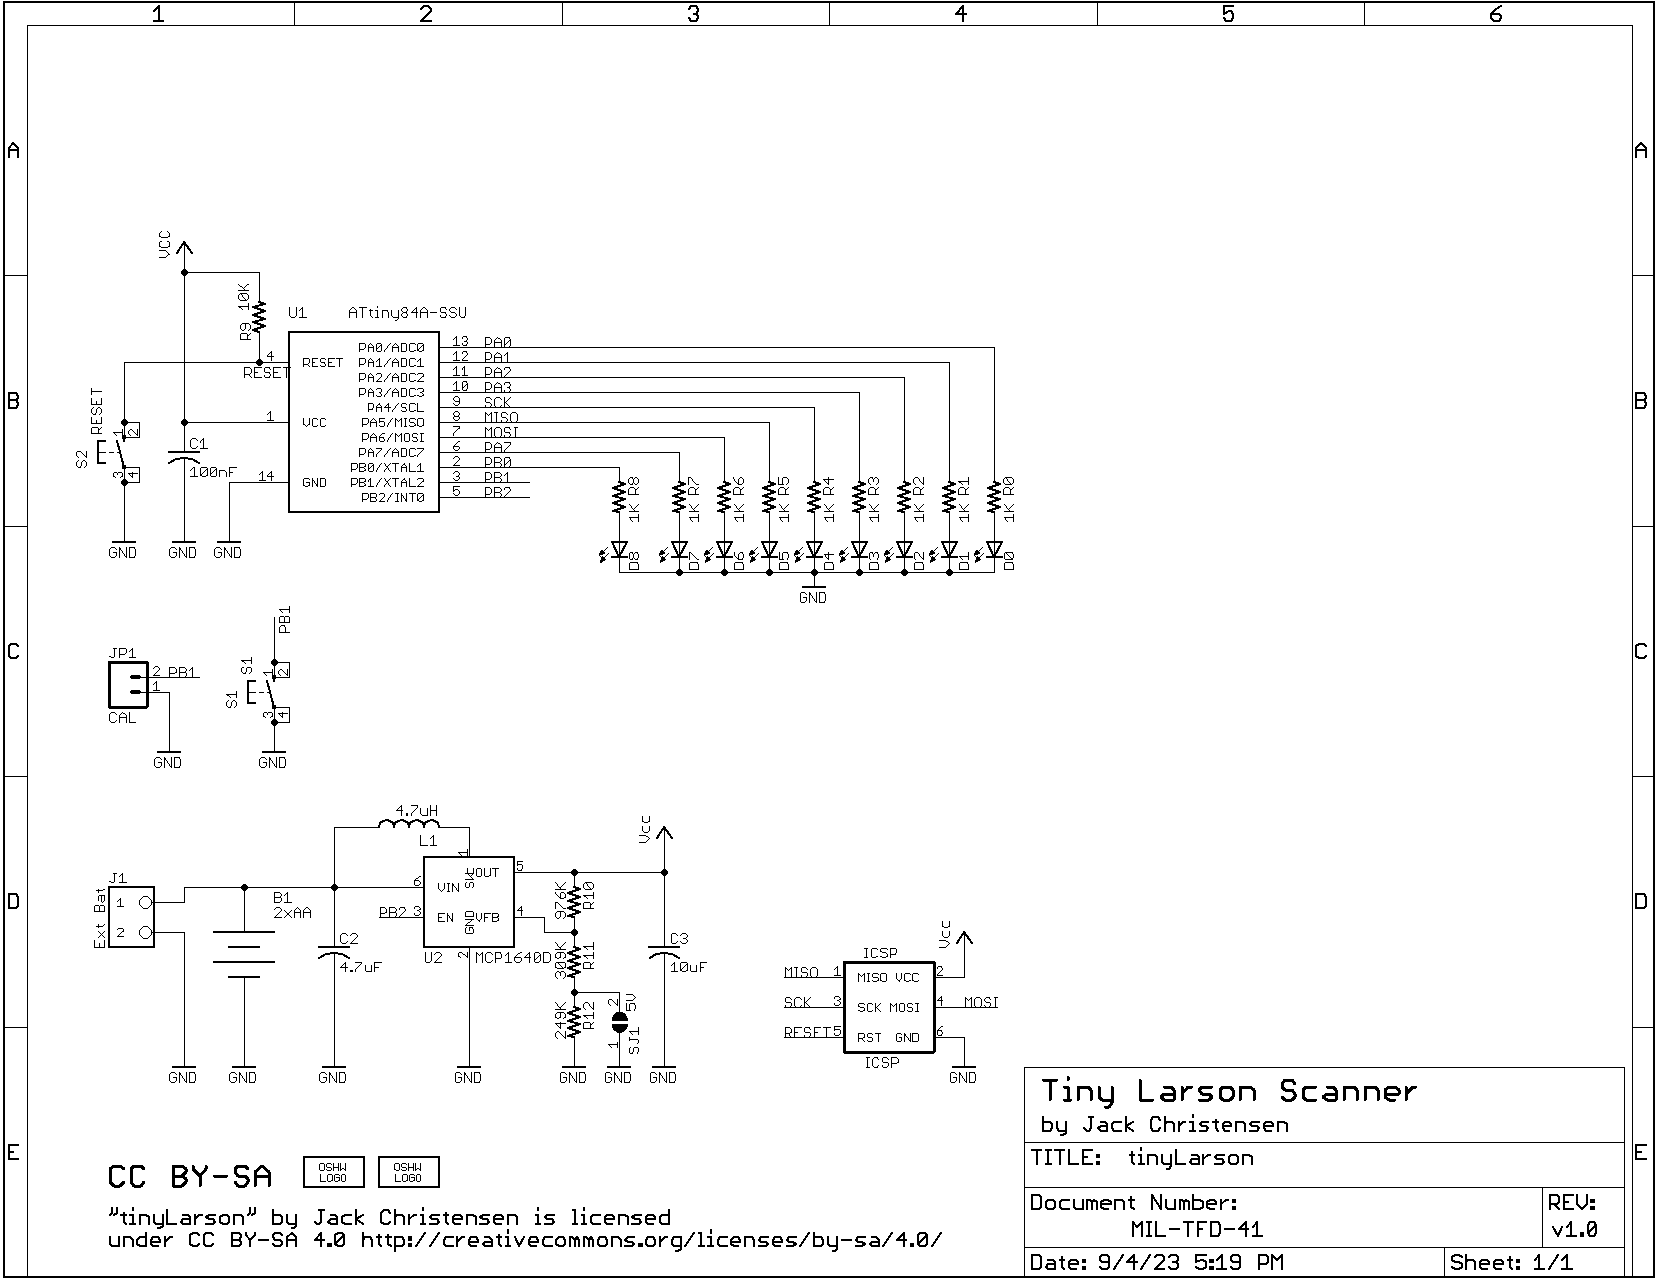 1 2 3 4 5 6
A A
B B
C C
D D
E E
VCC
R9 10K
U1 ATtiny84A-SSU
4 RESET
RESET
1 VCC
14 GND
PA0/ADC0 13 PA0
PA1/ADC1 12 PA1
PA2/ADC2 11 PA2
PA3/ADC3 10 PA3
PA4/SCL 9 SCK
PA5/MISO 8 MISO
PA6/MOSI 7 MOSI
PA7/ADC7 6 PA7
PB0/XTAL1 2 PB0
PB1/XTAL2 3 PB1
PB2/INT0 5 PB2
RESET
S2
1 2
3 4
C1
100nF
GND GND GND
1K R8 1K R7 1K R6 1K R5 1K R4 1K R3 1K R2 1K R1 1K R0
D8 D7 D6 D5 D4 D3 D2 D1 D0
GND
JP1
2 PB1
1
CAL
GND
PB1
S1
S1
1 2
3 4
GND
4.7uH
L1
J1
Ext Bat
1
2
B1
2xAA
C2
4.7uF
6 VIN
PB2 3 EN
1 SW
VOUT 5
VFB 4
GND
2
U2 MCP1640D
976K R10
309K R11
249K R12
2 5V
1 SJ1
Vcc
C3
10uF
GND GND GND GND GND GND GND
ICSP
Vcc
MISO 1 MISO VCC 2
SCK 3 SCK MOSI 4 MOSI
RESET 5 RST GND 6
ICSP
GND
Tiny Larson Scanner
by Jack Christensen
TITLE: tinyLarson
Document Number:
MIL-TFD-41
REV:
v1.0
Date: 9/4/23 5:19 PM
Sheet: 1/1
CC BY-SA
OSHW
LOGO
OSHW
LOGO
"tinyLarson" by Jack Christensen is licensed
under CC BY-SA 4.0 http://creativecommons.org/licenses/by-sa/4.0/